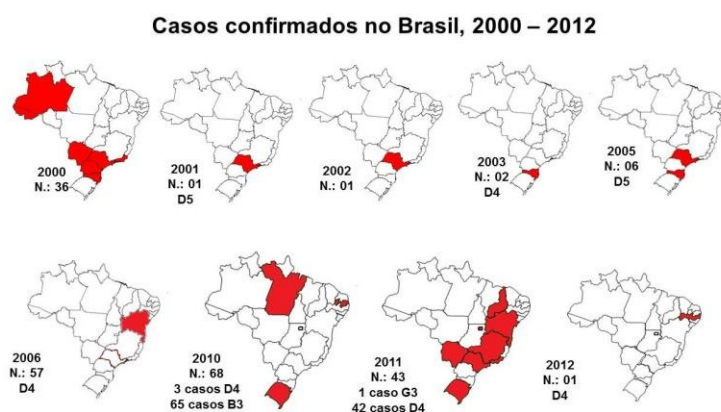 Casos confirmados no Brasil, 2000 – 2012
2000
N.: 36
2001
N.: 01
D5
2002
N.: 01
2003
N.: 02
D4
2005
N.: 06
D5
2006
N.: 57
D4
2010
N.: 68
3 casos D4
65 casos B3
2011
N.: 43
1 caso G3
42 casos D4
2012
N.: 01
D4